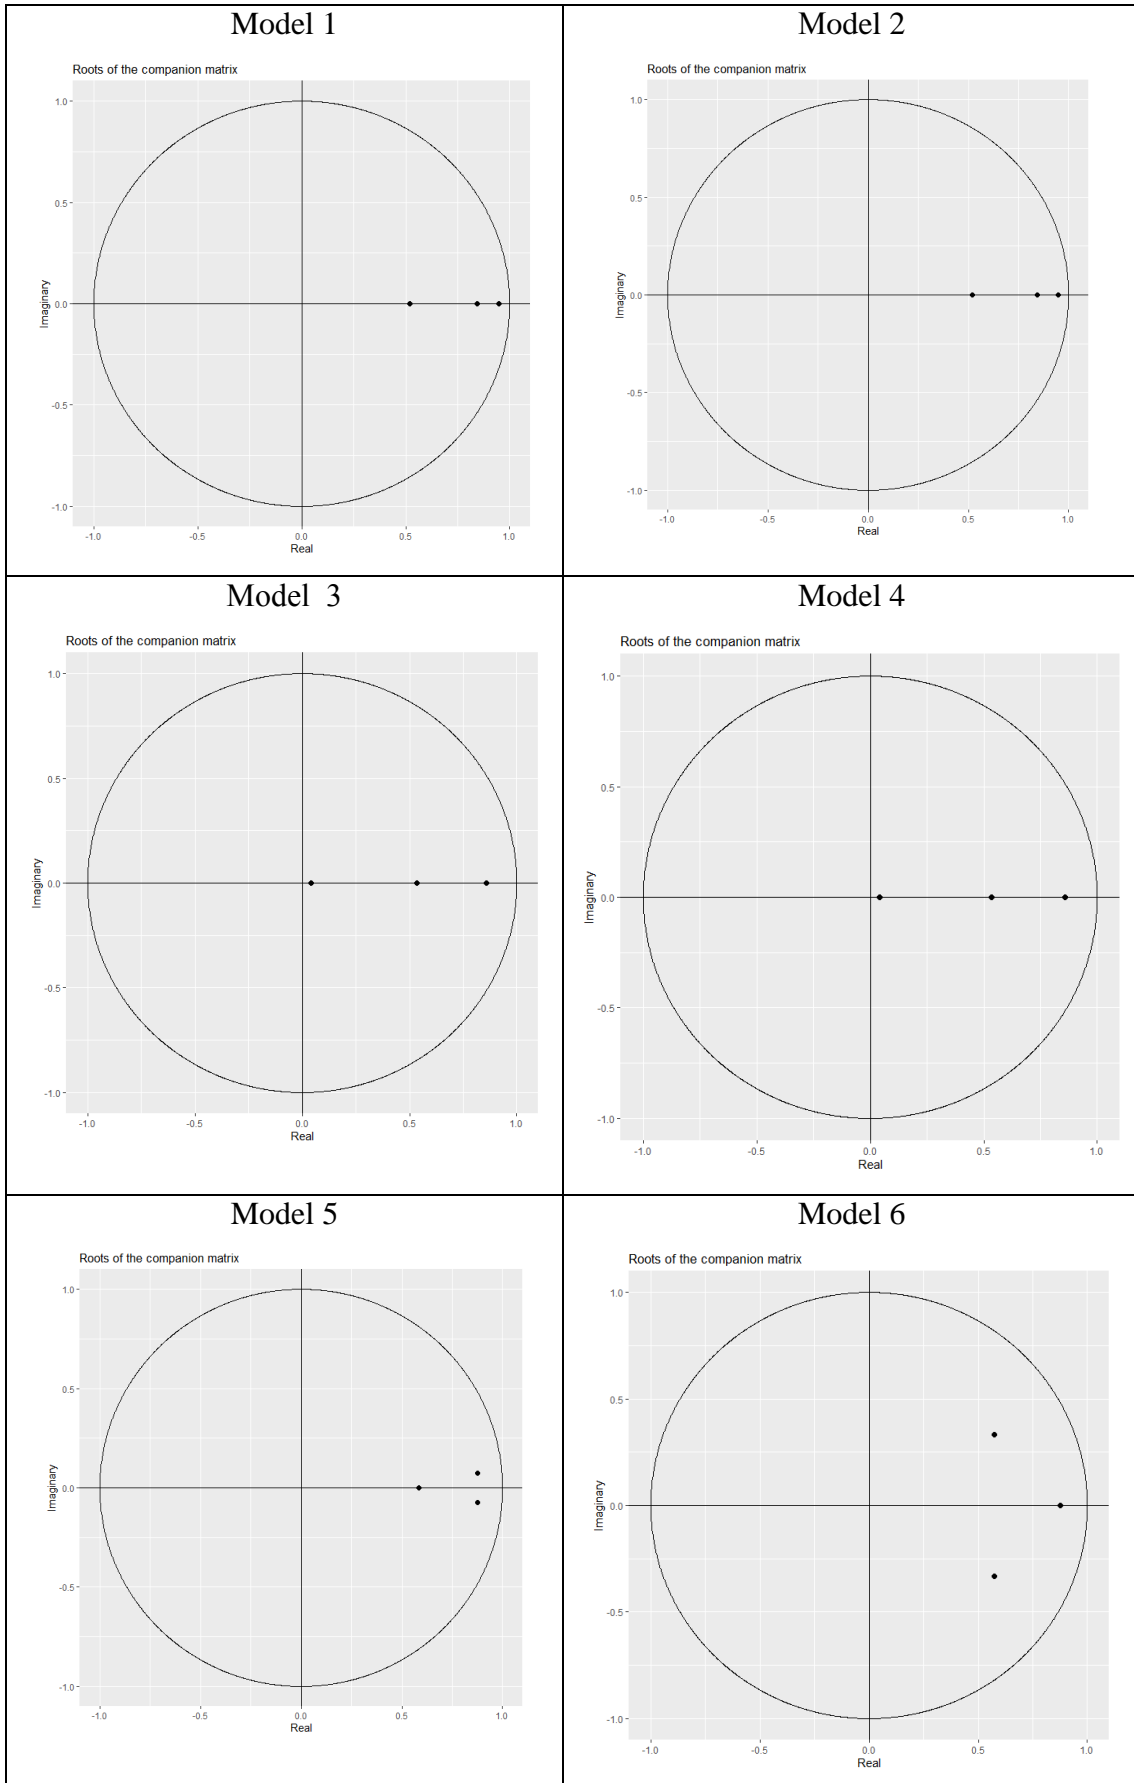 Model 1
Roots of the companion matrix
1.0
0.5
0.0
-0.5
-1.0
Imaginary
-1.0 -0.5 0.0 0.5 1.0
Real
Model 2
Roots of the companion matrix
1.0
0.5
0.0
-0.5
-1.0
Imaginary
-1.0 -0.5 0.0 0.5 1.0
Real
Model 3
Roots of the companion matrix
1.0
0.5
0.0
-0.5
-1.0
Imaginary
-1.0 -0.5 0.0 0.5 1.0
Real
Model 4
Roots of the companion matrix
1.0
0.5
0.0
-0.5
-1.0
Imaginary
-1.0 -0.5 0.0 0.5 1.0
Real
Model 5
Roots of the companion matrix
1.0
0.5
0.0
-0.5
-1.0
Imaginary
-1.0 -0.5 0.0 0.5 1.0
Real
Model 6
Roots of the companion matrix
1.0
0.5
0.0
-0.5
-1.0
Imaginary
-1.0 -0.5 0.0 0.5 1.0
Real